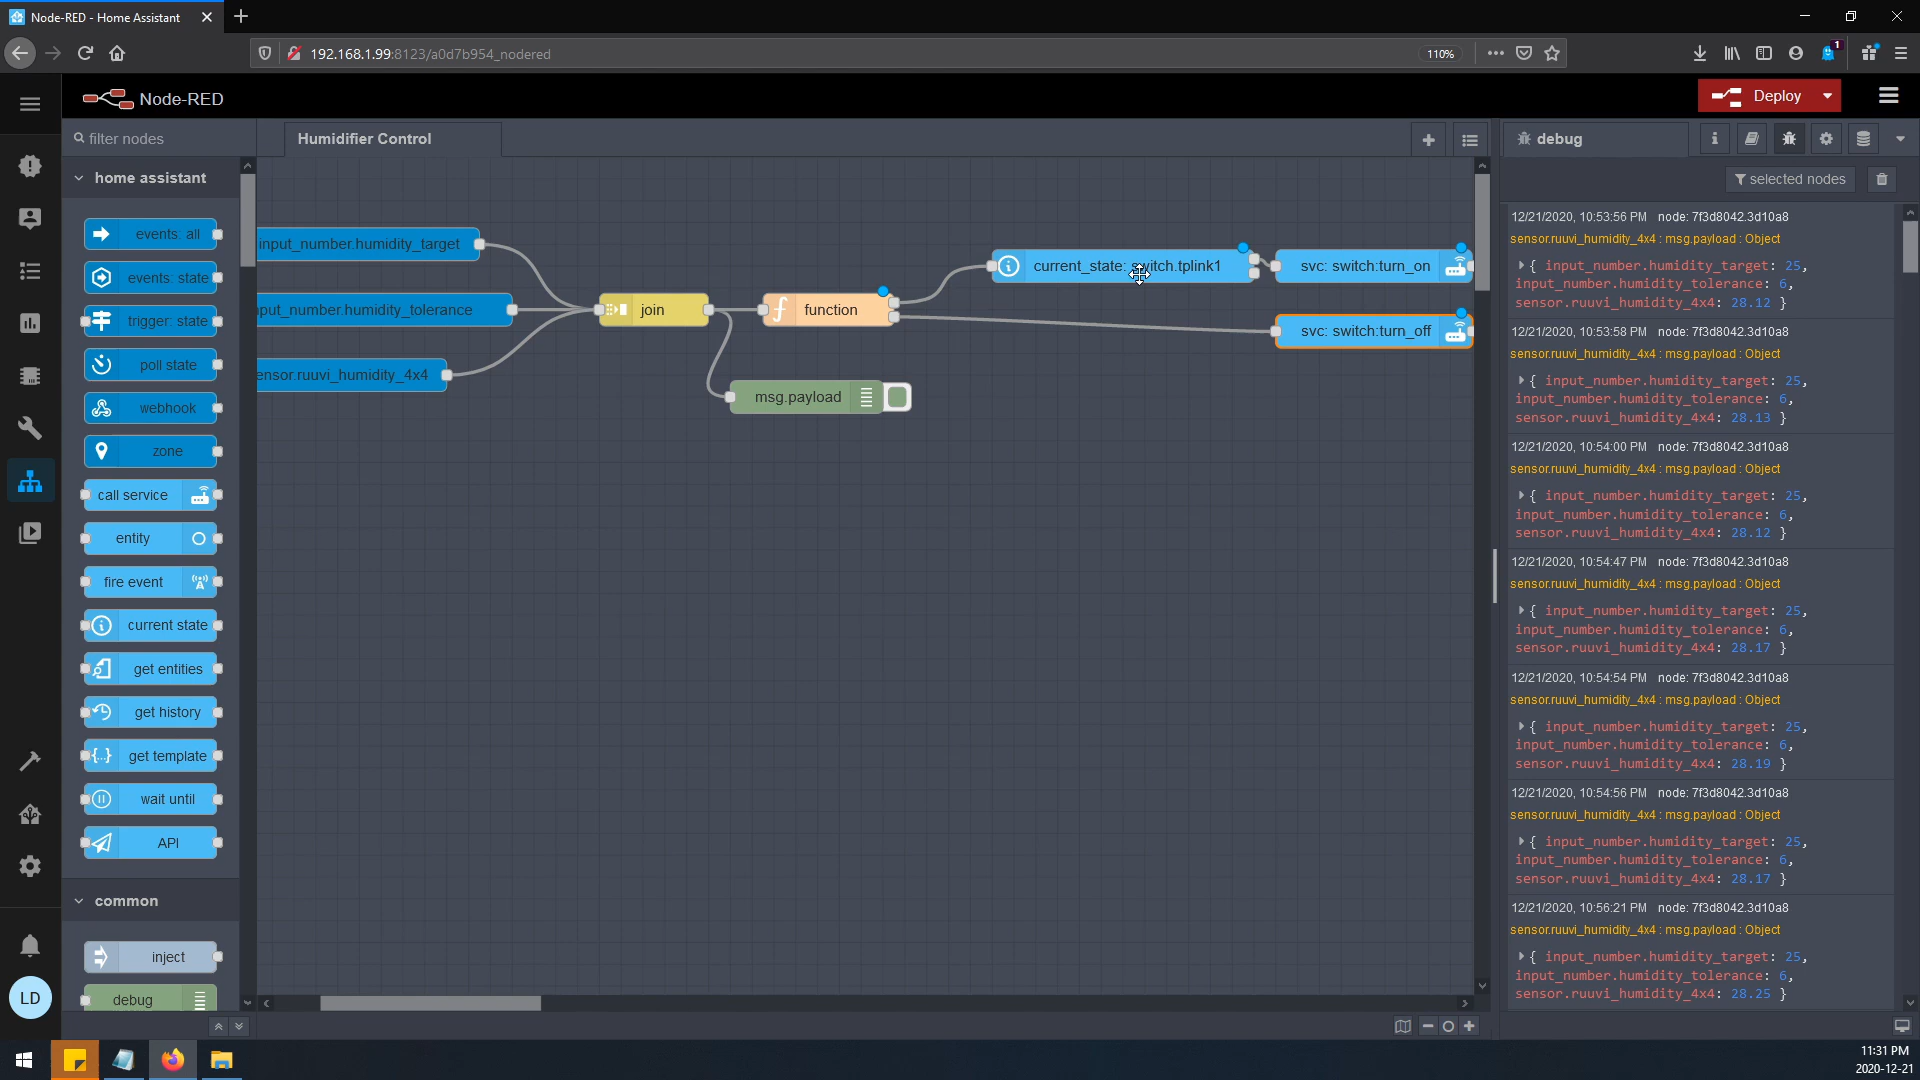 Node-RED - Home Assistant
192.168.1.99:8123/a0d7b954_nodered
110%
1
Node-RED
Deploy
filter nodes
Humidifier Control
debug
i
home assistant
selected nodes
events: all
events: state
trigger: state
poll state
webhook
zone
call service
entity
fire event
current state
get entities
get history
get template
wait until
API
common
inject
debug
input_number.humidity_target
input_number.humidity_tolerance
ensor.ruuvi_humidity_4x4
join
function
msg.payload
current_state: switch.tplink1
svc: switch:turn_on
svc: switch:turn_off
12/21/2020, 10:53:56 PM node: 7f3d8042.3d10a8
sensor.ruuvi_humidity_4x4 : msg.payload : Object
{ input_number.humidity_target: 25,
input_number.humidity_tolerance: 6,
sensor.ruuvi_humidity_4x4: 28.12 }
12/21/2020, 10:53:58 PM node: 7f3d8042.3d10a8
sensor.ruuvi_humidity_4x4 : msg.payload : Object
{ input_number.humidity_target: 25,
input_number.humidity_tolerance: 6,
sensor.ruuvi_humidity_4x4: 28.13 }
12/21/2020, 10:54:00 PM node: 7f3d8042.3d10a8
sensor.ruuvi_humidity_4x4 : msg.payload : Object
{ input_number.humidity_target: 25,
input_number.humidity_tolerance: 6,
sensor.ruuvi_humidity_4x4: 28.12 }
12/21/2020, 10:54:47 PM node: 7f3d8042.3d10a8
sensor.ruuvi_humidity_4x4 : msg.payload : Object
{ input_number.humidity_target: 25,
input_number.humidity_tolerance: 6,
sensor.ruuvi_humidity_4x4: 28.17 }
12/21/2020, 10:54:54 PM node: 7f3d8042.3d10a8
sensor.ruuvi_humidity_4x4 : msg.payload : Object
{ input_number.humidity_target: 25,
input_number.humidity_tolerance: 6,
sensor.ruuvi_humidity_4x4: 28.19 }
12/21/2020, 10:54:56 PM node: 7f3d8042.3d10a8
sensor.ruuvi_humidity_4x4 : msg.payload : Object
{ input_number.humidity_target: 25,
input_number.humidity_tolerance: 6,
sensor.ruuvi_humidity_4x4: 28.17 }
12/21/2020, 10:56:21 PM node: 7f3d8042.3d10a8
sensor.ruuvi_humidity_4x4 : msg.payload : Object
{ input_number.humidity_target: 25,
input_number.humidity_tolerance: 6,
sensor.ruuvi_humidity_4x4: 28.25 }
LD
11:31 PM
2020-12-21